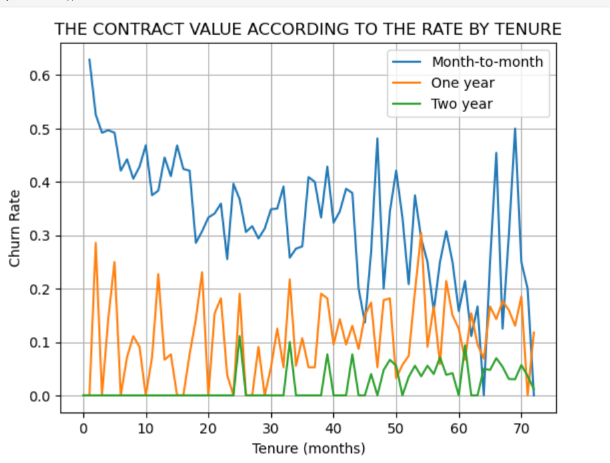 THE CONTRACT VALUE ACCORDING TO THE RATE BY TENURE
Month-to-month
One year
Two year
Churn Rate
0.6
0.5
0.4
0.3
0.2
0.1
0.0
0 10 20 30 40 50 60 70
Tenure (months)